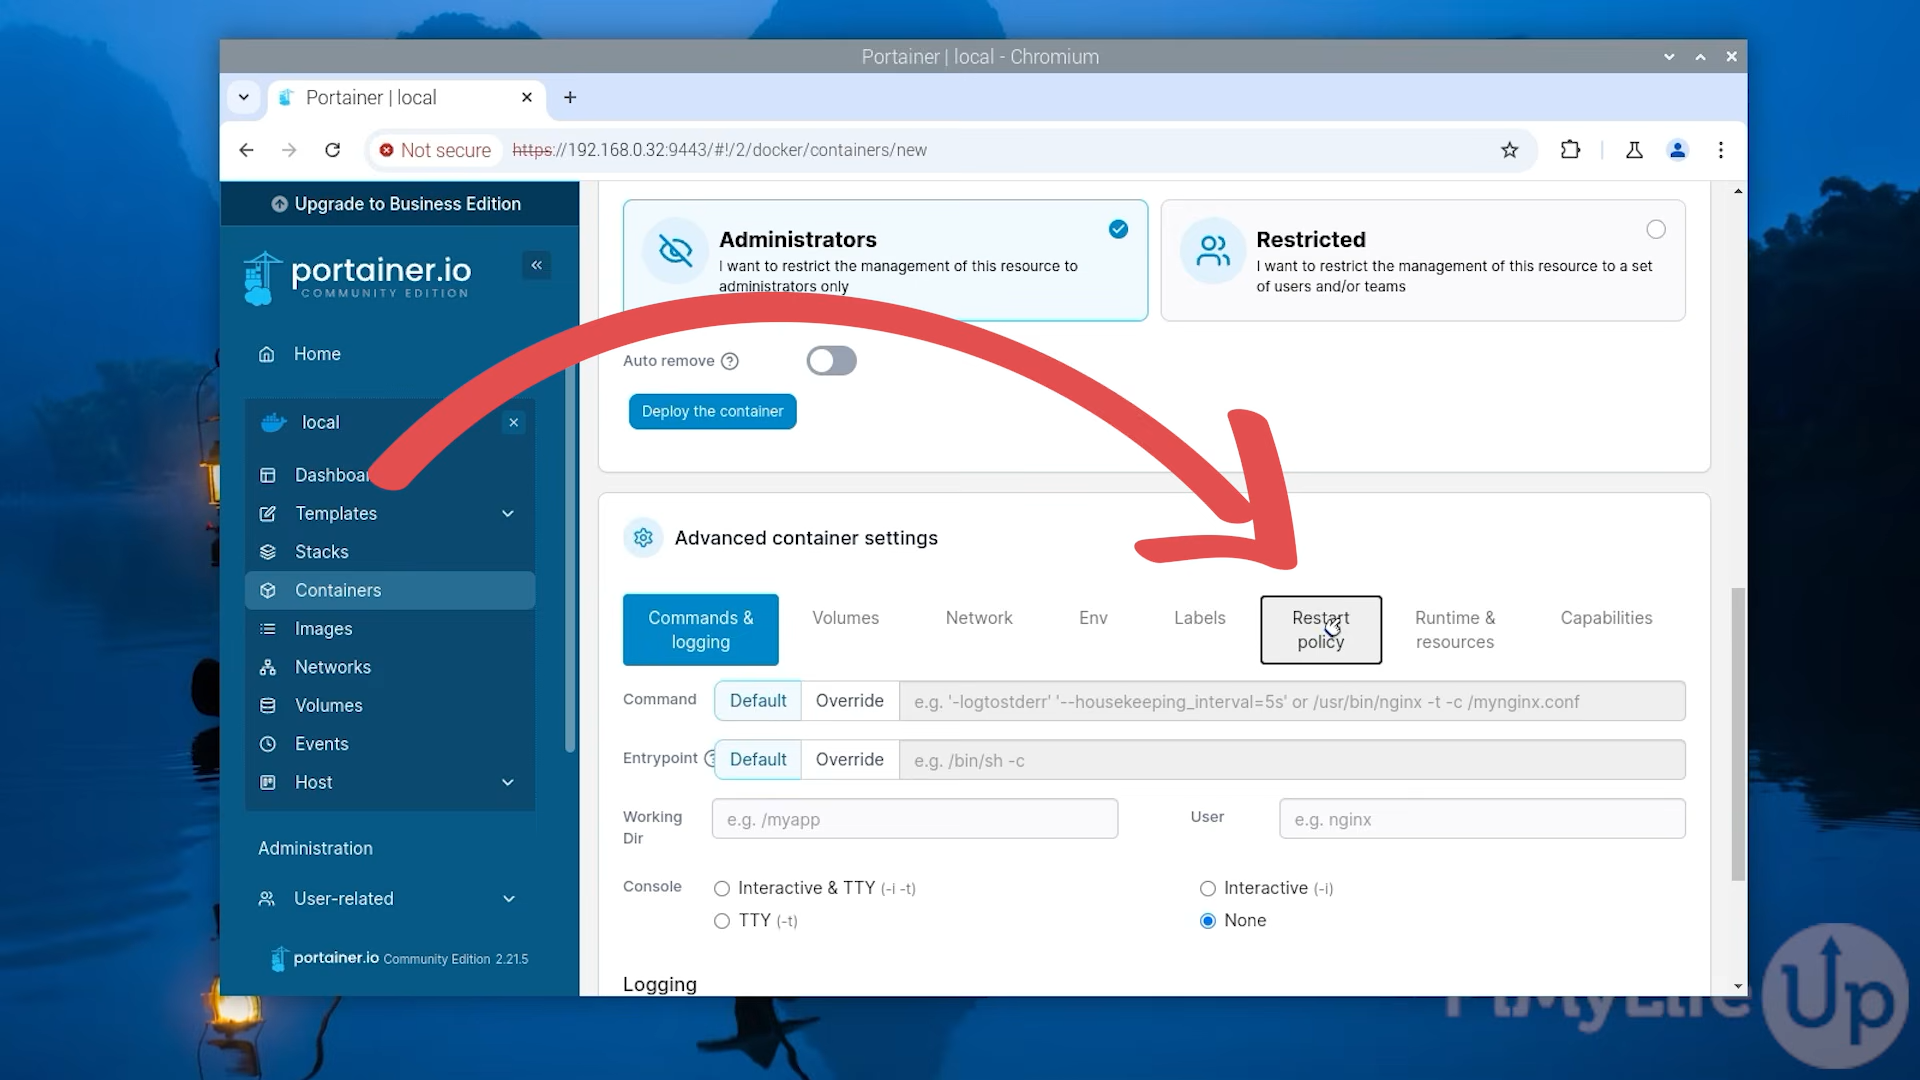 Portainer | local - Chromium
Portainer | local
Not secure
https://192.168.0.32:9443/#!/2/docker/containers/new
Upgrade to Business Edition
portainer.io
COMMUNITY EDITION
Home
local
Templates
Stacks
Containers
Images
Networks
Volumes
Events
Host
Administration
User-related
portainer.io Community Edition 2.21.5
Administrators
I want to restrict the management of this resource to
administrators only
Restricted
I want to restrict the management of this resource to a set
of users and/or teams
Auto remove
Deploy the container
Advanced container settings
Commands &
logging
Volumes
Network
Env
Labels
Restart
policy
Runtime &
resources
Capabilities
Command
Default
Override
e.g. '-logtostderr' '--housekeeping_interval=5s' or /usr/bin/nginx -t -c /mynginx.conf
Entrypoint
Default
Override
e.g. /bin/sh -c
Working
Dir
e.g. /myapp
User
e.g. nginx
Console
Interactive & TTY (-i -t)
Interactive (-i)
TTY (-t)
None
Logging
Up